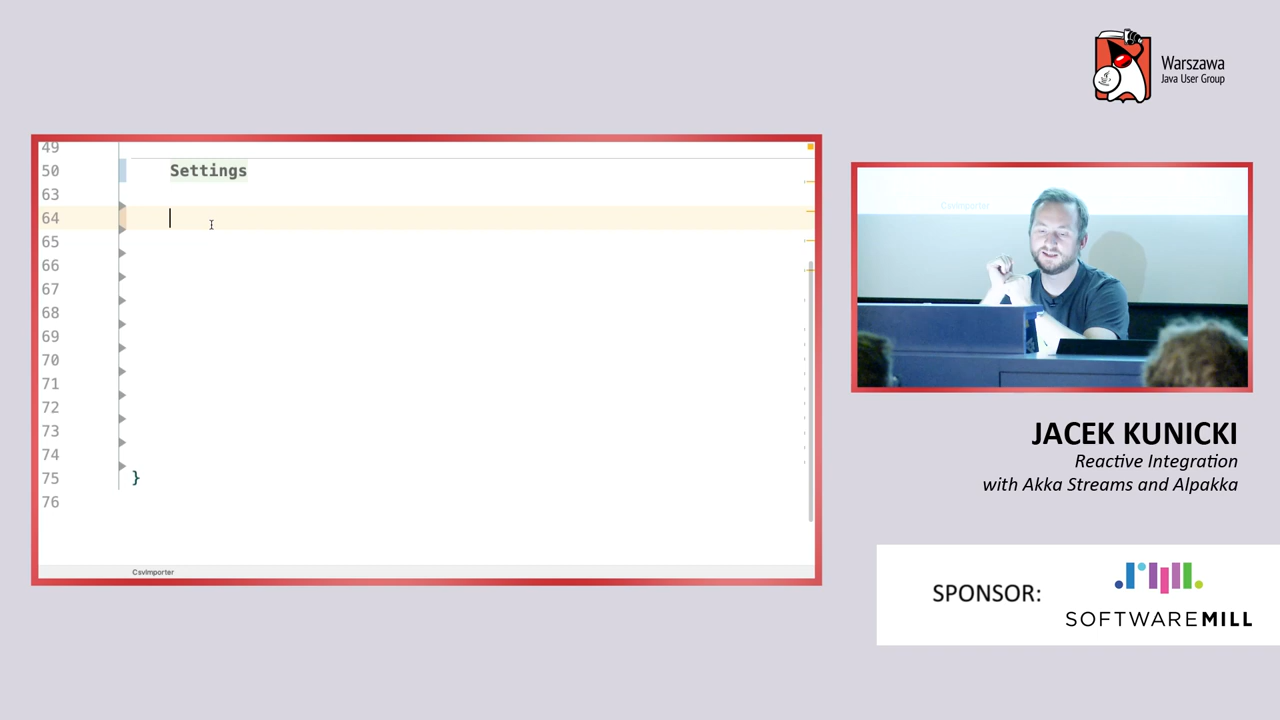 Warszawa
Java User Group
49
50 Settings
63
64
65
66
67
68
69
70
71
72
73
74
75 }
76
CsvImporter
CsvImporter
JACEK KUNICKI
Reactive Integration
with Akka Streams and Alpakka
SPONSOR:
SOFTWAREMILL